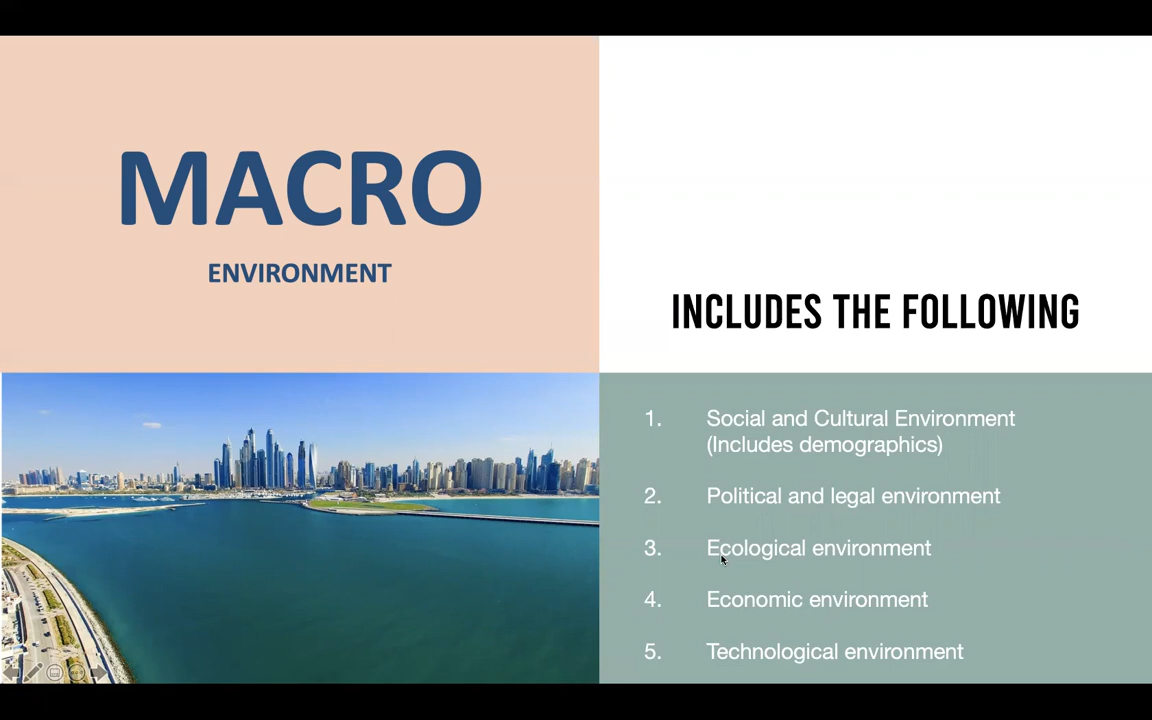 MACRO
ENVIRONMENT
INCLUDES THE FOLLOWING
1. Social and Cultural Environment
(Includes demographics)
2. Political and legal environment
3. Ecological environment
4. Economic environment
5. Technological environment